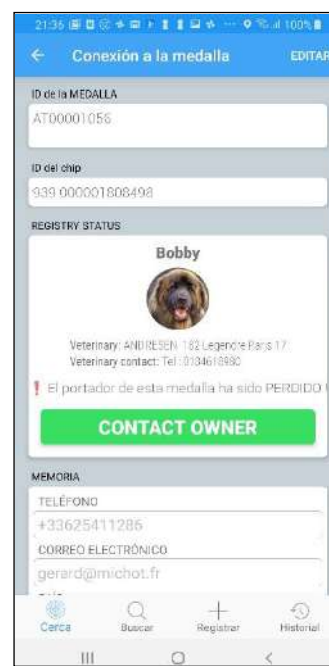 21:36 100%
Conexión a la medalla EDITAR
ID de la MEDALLA
AT00001056
ID del chip
939 000001808498
REGISTRY STATUS
Bobby
Veterinary: ANDRESEN 182 Legendre Paris 17
Veterinary contact: Tel : 0134618980
El portador de esta medalla ha sido PERDIDO !
CONTACT OWNER
MEMORIA
TELÉFONO
+33625411286
CORREO ELECTRÓNICO
gerard@michot.fr
Cerca Buscar Registrar Historial